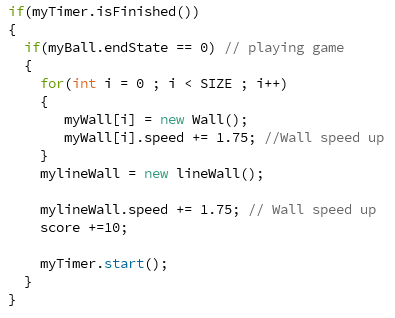 if(myTimer.isFinished())
{
  if(myBall.endState == 0) // playing game
  {
    for(int i = 0 ; i < SIZE ; i++)
    {
       myWall[i] = new Wall();
       myWall[i].speed += 1.75; //Wall speed up
    }
    mylineWall = new lineWall();

    mylineWall.speed += 1.75; // Wall speed up
    score +=10;

    myTimer.start();
  }
}